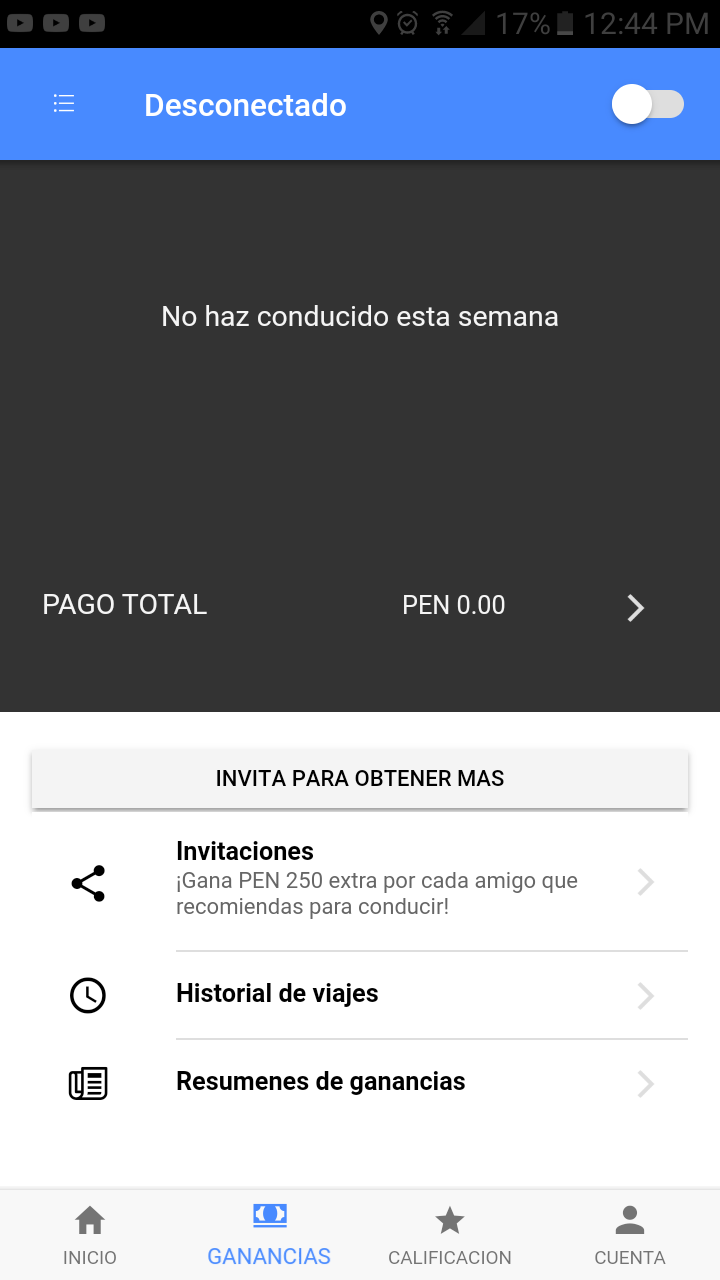 17% 12:44 PM
Desconectado
No haz conducido esta semana
PAGO TOTAL PEN 0.00
INVITA PARA OBTENER MAS
Invitaciones
¡Gana PEN 250 extra por cada amigo que
recomiendas para conducir!
Historial de viajes
Resumenes de ganancias
INICIO GANANCIAS CALIFICACION CUENTA